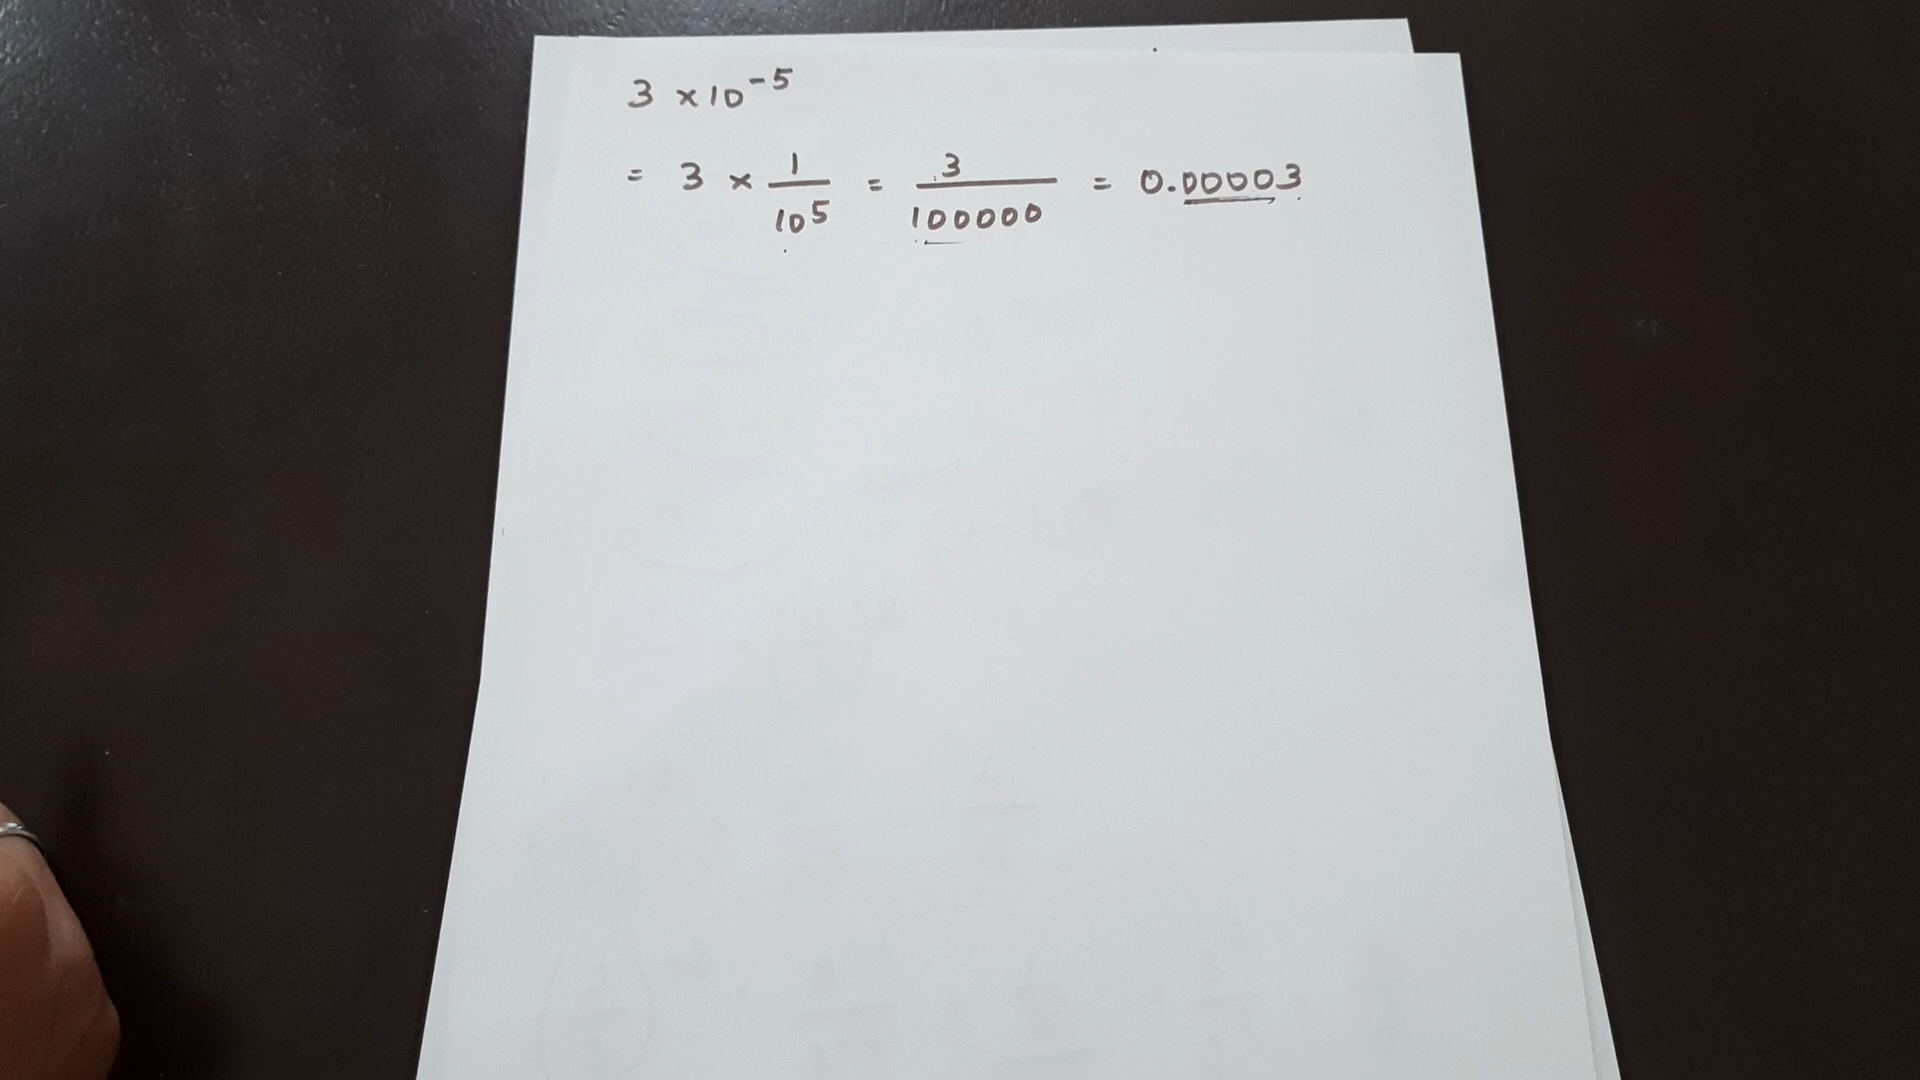 3 × 10⁻⁵
= 3 × 1/10⁵ = 3/100000 = 0.00003